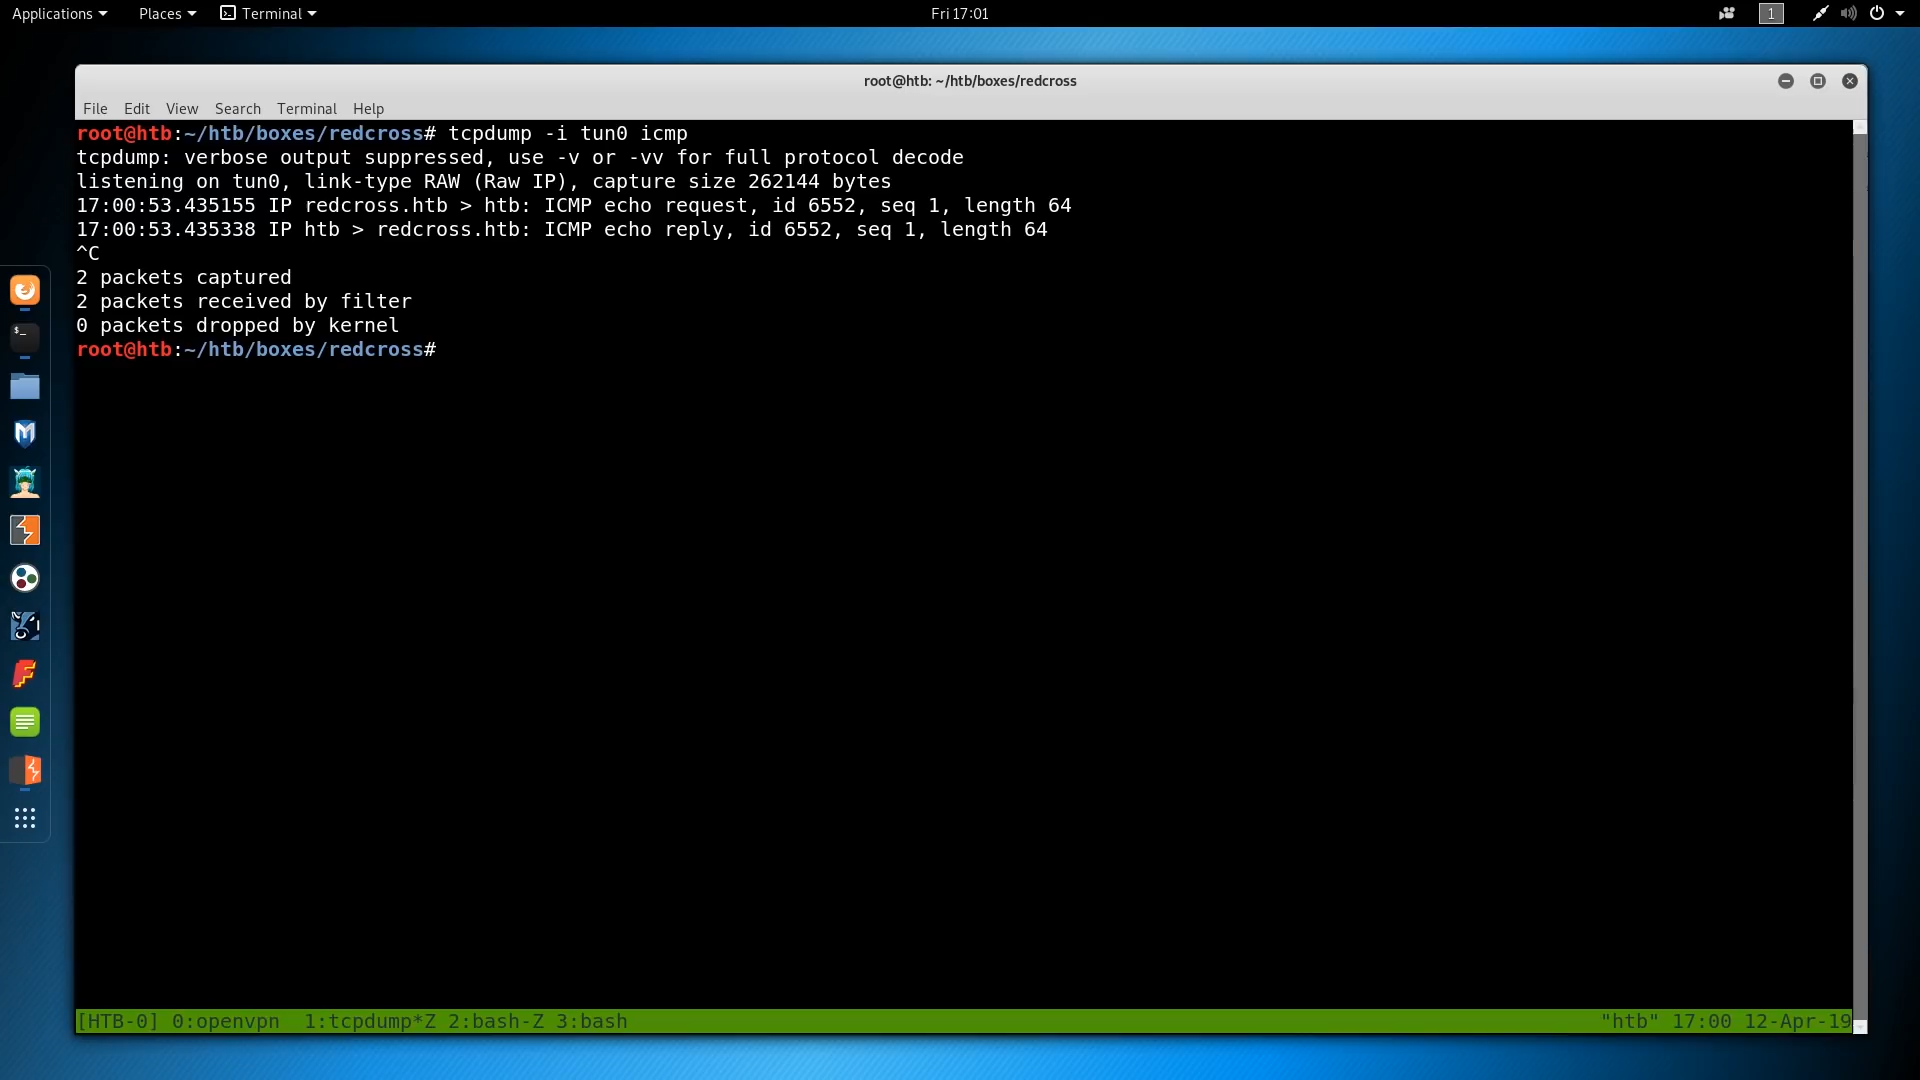 Applications Places Terminal Fri 17:01 1
root@htb: ~/htb/boxes/redcross
File Edit View Search Terminal Help
root@htb:~/htb/boxes/redcross# tcpdump -i tun0 icmp
tcpdump: verbose output suppressed, use -v or -vv for full protocol decode
listening on tun0, link-type RAW (Raw IP), capture size 262144 bytes
17:00:53.435155 IP redcross.htb > htb: ICMP echo request, id 6552, seq 1, length 64
17:00:53.435338 IP htb > redcross.htb: ICMP echo reply, id 6552, seq 1, length 64
^C
2 packets captured
2 packets received by filter
0 packets dropped by kernel
root@htb:~/htb/boxes/redcross#
[HTB-0] 0:openvpn  1:tcpdump*Z 2:bash-Z 3:bash "htb" 17:00 12-Apr-19